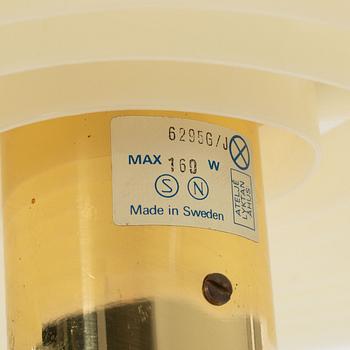 6295G/J
MAX 160 W
S N
Made in Sweden
ATELJÉ
LYKTAN
ÅHUS